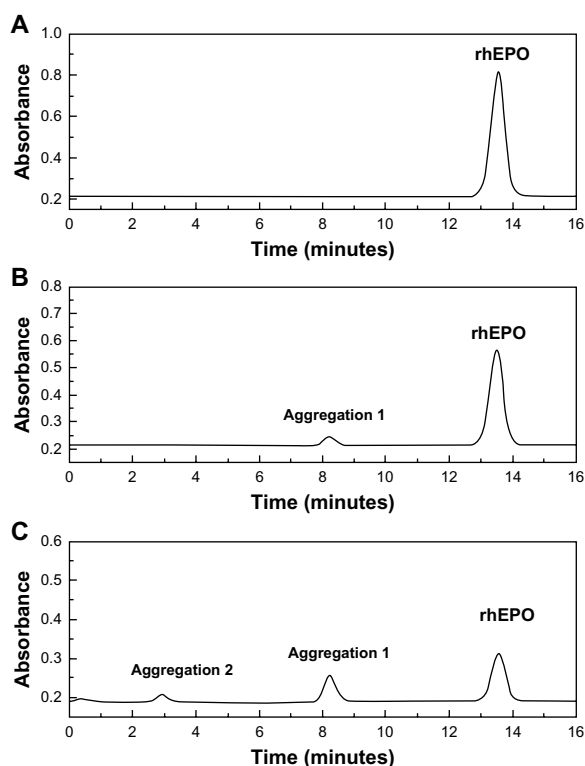 A
1.0
0.8
0.6
0.4
0.2
Absorbance
rhEPO
0 2 4 6 8 10 12 14 16
Time (minutes)
B
0.8
0.7
0.6
0.5
0.4
0.3
0.2
Absorbance
rhEPO
Aggregation 1
0 2 4 6 8 10 12 14 16
Time (minutes)
C
0.6
0.5
0.4
0.3
0.2
Absorbance
rhEPO
Aggregation 1
Aggregation 2
0 2 4 6 8 10 12 14 16
Time (minutes)